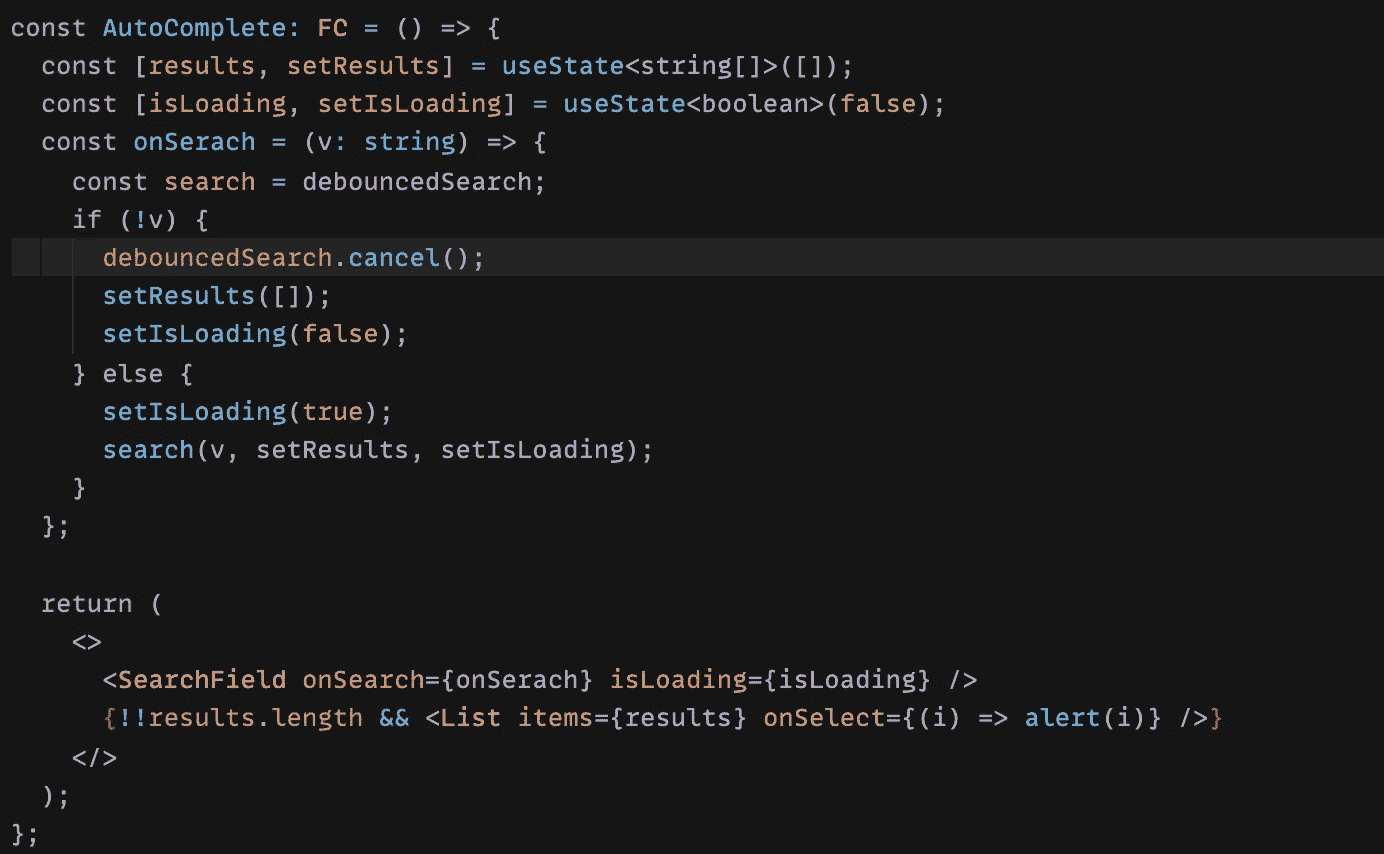 const AutoComplete: FC = () => {
  const [results, setResults] = useState<string[]>([]);
  const [isLoading, setIsLoading] = useState<boolean>(false);
  const onSerach = (v: string) => {
    const search = debouncedSearch;
    if (!v) {
      debouncedSearch.cancel();
      setResults([]);
      setIsLoading(false);
    } else {
      setIsLoading(true);
      search(v, setResults, setIsLoading);
    }
  };

  return (
    <>
      <SearchField onSearch={onSerach} isLoading={isLoading} />
      {!!results.length && <List items={results} onSelect={(i) => alert(i)} />}
    </>
  );
};